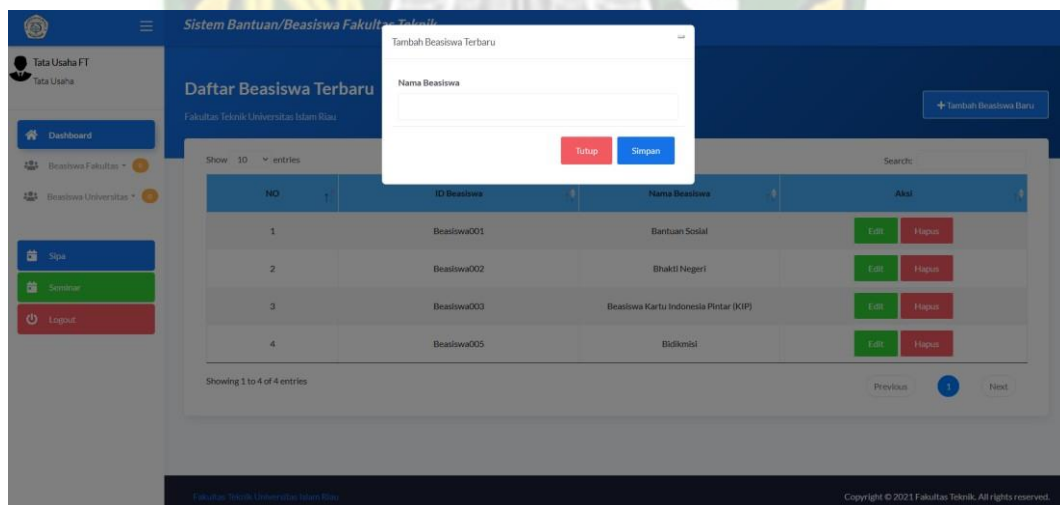 Sistem Bantuan/Beasiswa Fakultas Teknik
Tata Usaha FT
Tata Usaha
Dashboard
Beasiswa Fakultas
Beasiswa Universitas
Sipa
Seminar
Logout
Tambah Beasiswa Terbaru
Nama Beasiswa
Tutup Simpan
Daftar Beasiswa Terbaru
Fakultas Teknik Universitas Islam Riau
+Tambah Beasiswa Baru
Show 10 entries Search:
NO ID Beasiswa Nama Beasiswa Aksi
1 Beasiswa001 Bantuan Sosial Edit Hapus
2 Beasiswa002 Bhakti Negeri Edit Hapus
3 Beasiswa003 Beasiswa Kartu Indonesia Pintar (KIP) Edit Hapus
4 Beasiswa005 Bidikmisi Edit Hapus
Showing 1 to 4 of 4 entries
Previous 1 Next
Fakultas Teknik Universitas Islam Riau
Copyright © 2021 Fakultas Teknik. All rights reserved.